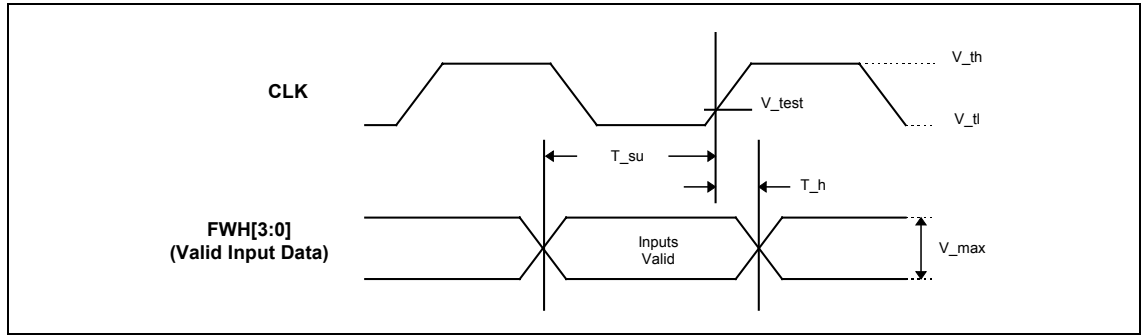 V_th
CLK
V_test
V_tl
T_su
T_h
FWH[3:0]
(Valid Input Data)
Inputs
Valid
V_max